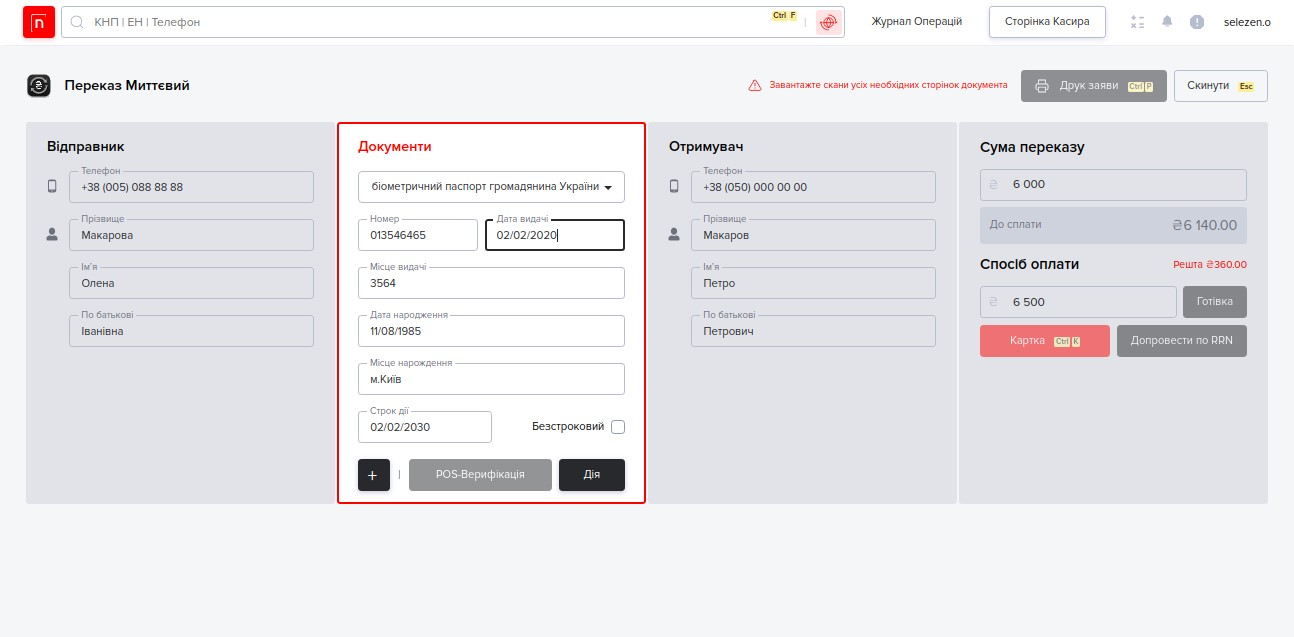 n
КНП | ЕН | Телефон
Ctrl F
Журнал Операцій
Сторінка Касира
selezen.o
Переказ Миттєвий
Завантажте скани усіх необхідних сторінок документа
Друк заяви Ctrl P
Скинути Esc
Відправник
Телефон
+38 (005) 088 88 88
Прізвище
Макарова
Ім'я
Олена
По батькові
Іванівна
Документи
біометричний паспорт громадянина України
Номер
013546465
Дата видачі
02/02/2020
Місце видачі
3564
Дата народження
11/08/1985
Місце нарождення
м.Київ
Строк дії
02/02/2030
Безстроковий
+ |
POS-Верифікація
Дія
Отримувач
Телефон
+38 (050) 000 00 00
Прізвище
Макаров
Ім'я
Петро
По батькові
Петрович
Сума переказу
₴ 6 000
До сплати ₴6 140.00
Спосіб оплати Решта ₴360.00
₴ 6 500
Готівка
Картка Ctrl K
Допровести по RRN